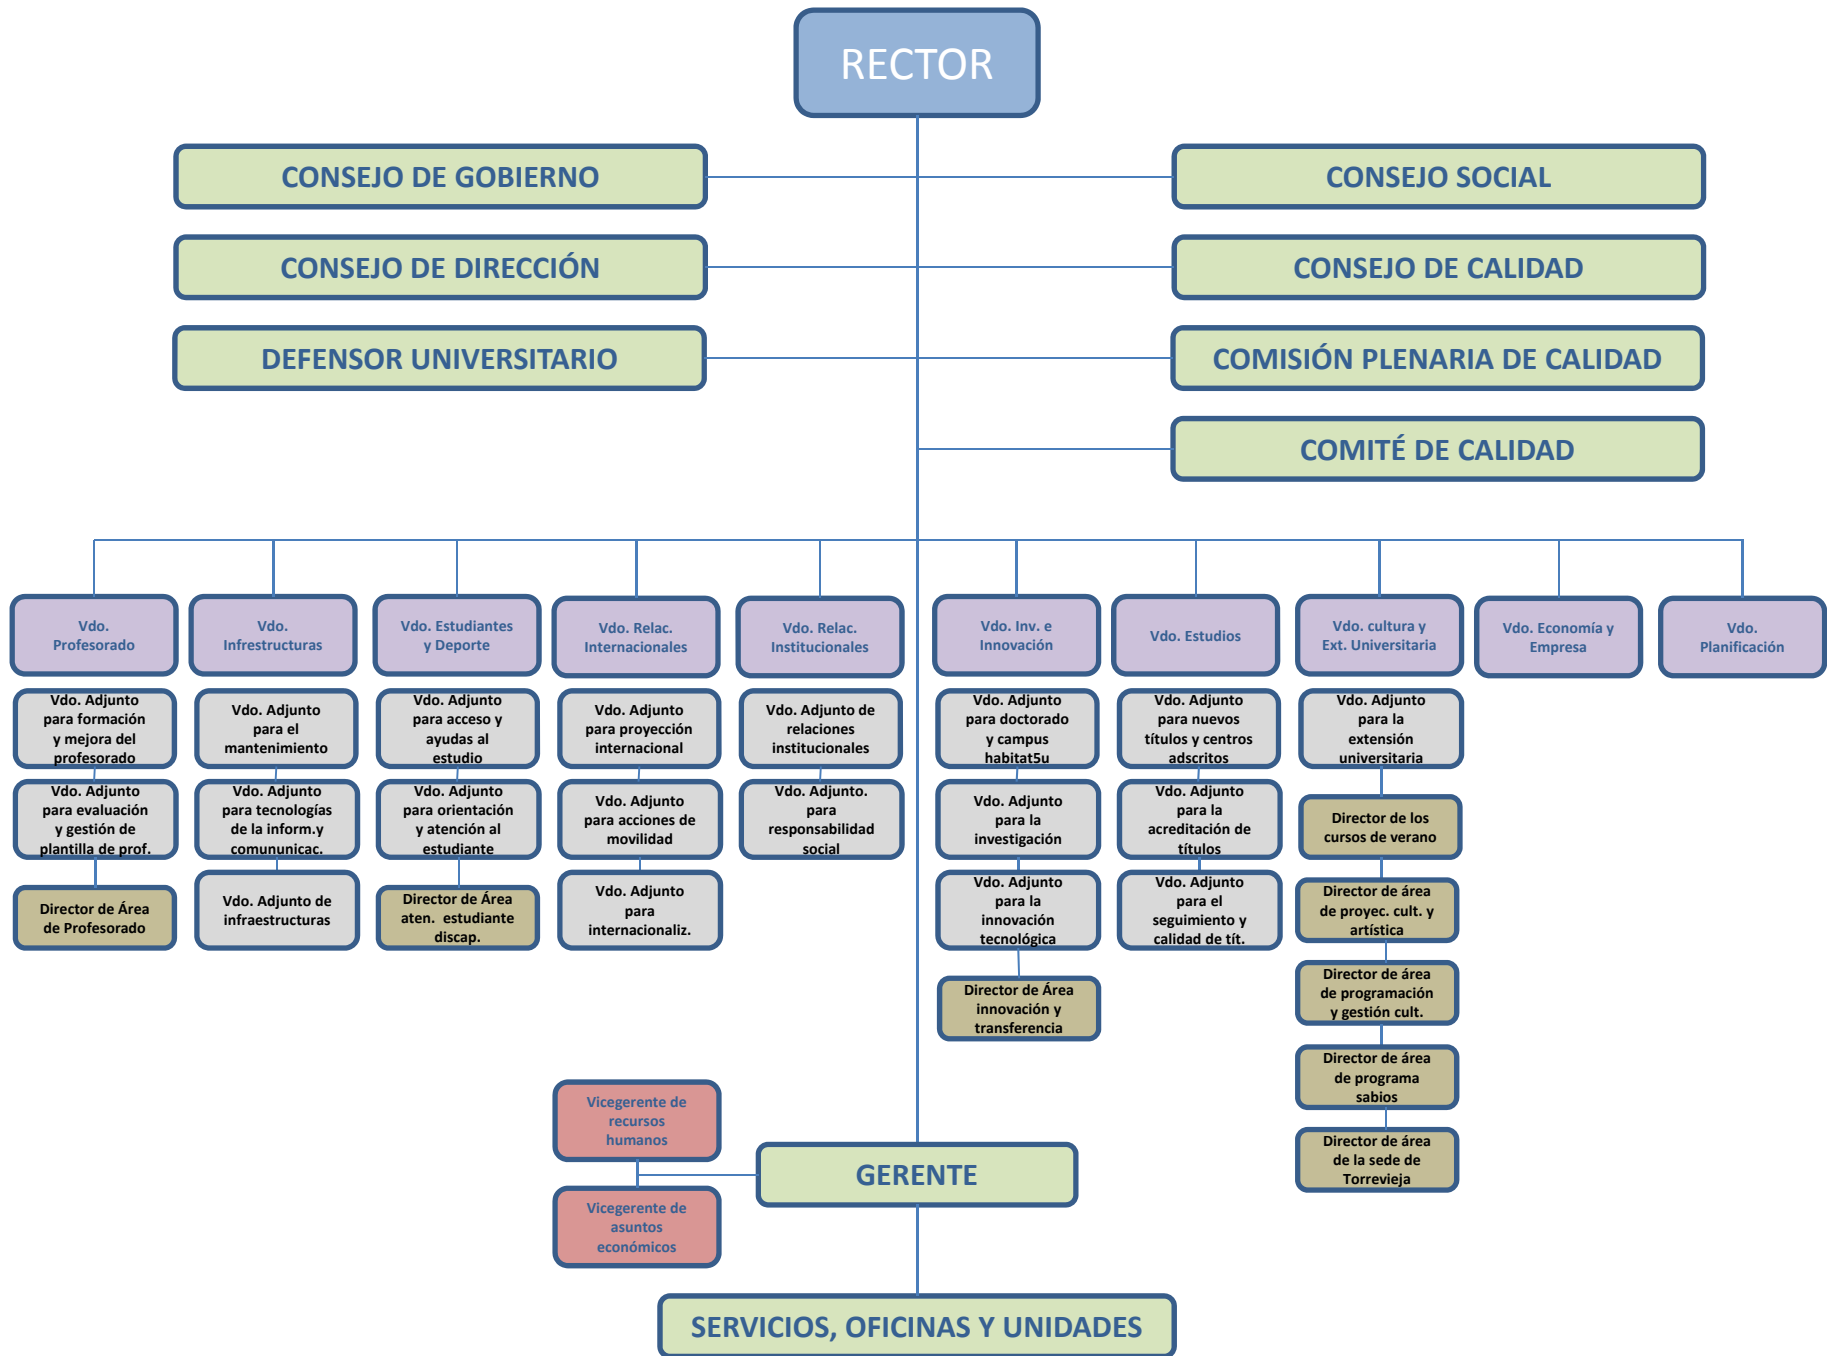 RECTOR
CONSEJO DE GOBIERNO
CONSEJO SOCIAL
CONSEJO DE DIRECCIÓN
CONSEJO DE CALIDAD
DEFENSOR UNIVERSITARIO
COMISIÓN PLENARIA DE CALIDAD
COMITÉ DE CALIDAD
Vdo.
Profesorado
Vdo.
Infrestructuras
Vdo. Estudiantes
y Deporte
Vdo. Relac.
Internacionales
Vdo. Relac.
Institucionales
Vdo. Inv. e
Innovación
Vdo. Estudios
Vdo. cultura y
Ext. Universitaria
Vdo. Economía y
Empresa
Vdo.
Planificación
Vdo. Adjunto
para formación
y mejora del
profesorado
Vdo. Adjunto
para el
mantenimiento
Vdo. Adjunto
para acceso y
ayudas al
estudio
Vdo. Adjunto
para proyección
internacional
Vdo. Adjunto de
relaciones
institucionales
Vdo. Adjunto
para doctorado
y campus
habitat5u
Vdo. Adjunto
para nuevos
títulos y centros
adscritos
Vdo. Adjunto
para la
extensión
universitaria
Vdo. Adjunto
para evaluación
y gestión de
plantilla de prof.
Vdo. Adjunto
para tecnologías
de la inform.y
comununicac.
Vdo. Adjunto
para orientación
y atención al
estudiante
Vdo. Adjunto
para acciones de
movilidad
Vdo. Adjunto.
para
responsabilidad
social
Vdo. Adjunto
para la
investigación
Vdo. Adjunto
para la
acreditación de
títulos
Director de los
cursos de verano
Director de Área
de Profesorado
Vdo. Adjunto de
infraestructuras
Director de Área
aten.  estudiante
discap.
Vdo. Adjunto
para
internacionaliz.
Vdo. Adjunto
para la
innovación
tecnológica
Vdo. Adjunto
para el
seguimiento y
calidad de tít.
Director de área
de proyec. cult. y
artística
Director de Área
innovación y
transferencia
Director de área
de programación
y gestión cult.
Director de área
de programa
sabios
Director de área
de la sede de
Torrevieja
Vicegerente de
recursos
humanos
GERENTE
Vicegerente de
asuntos
económicos
SERVICIOS, OFICINAS Y UNIDADES